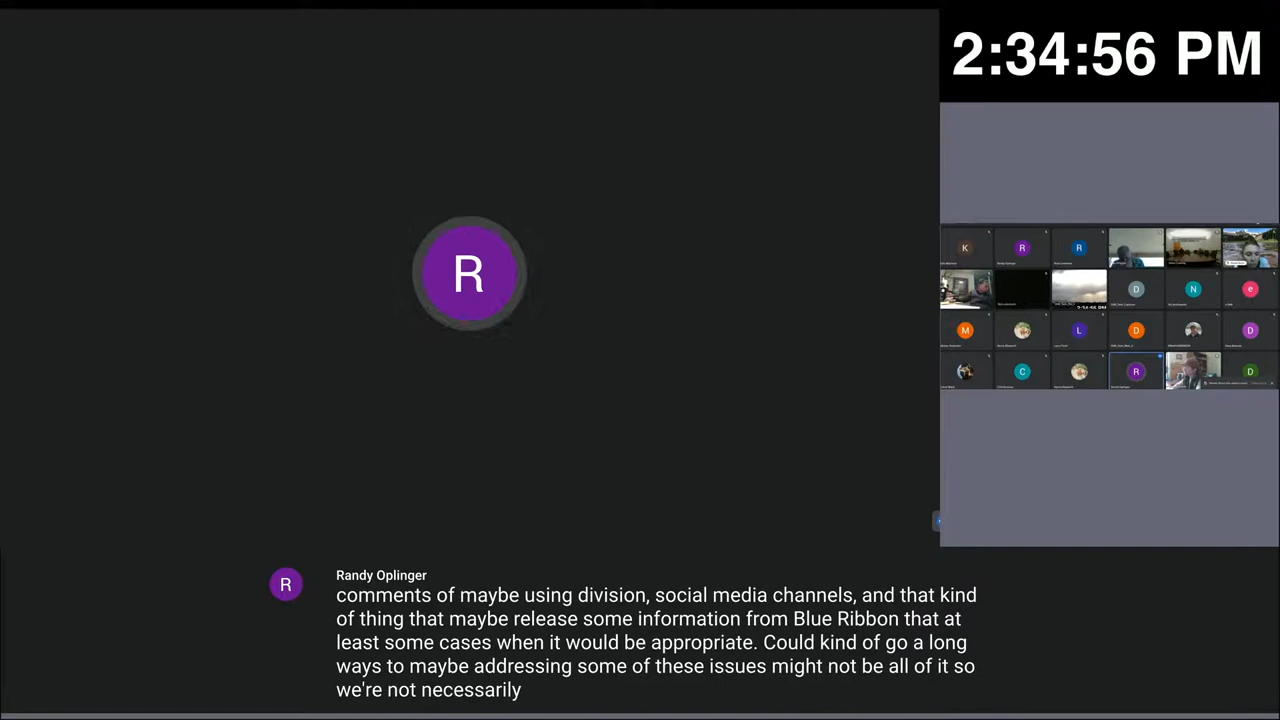 2:34:56 PM
R
K
R
R
D
N
e
M
L
D
D
C
R
D
R
Randy Oplinger
comments of maybe using division, social media channels, and that kind
of thing that maybe release some information from Blue Ribbon that at
least some cases when it would be appropriate. Could kind of go a long
ways to maybe addressing some of these issues might not be all of it so
we're not necessarily